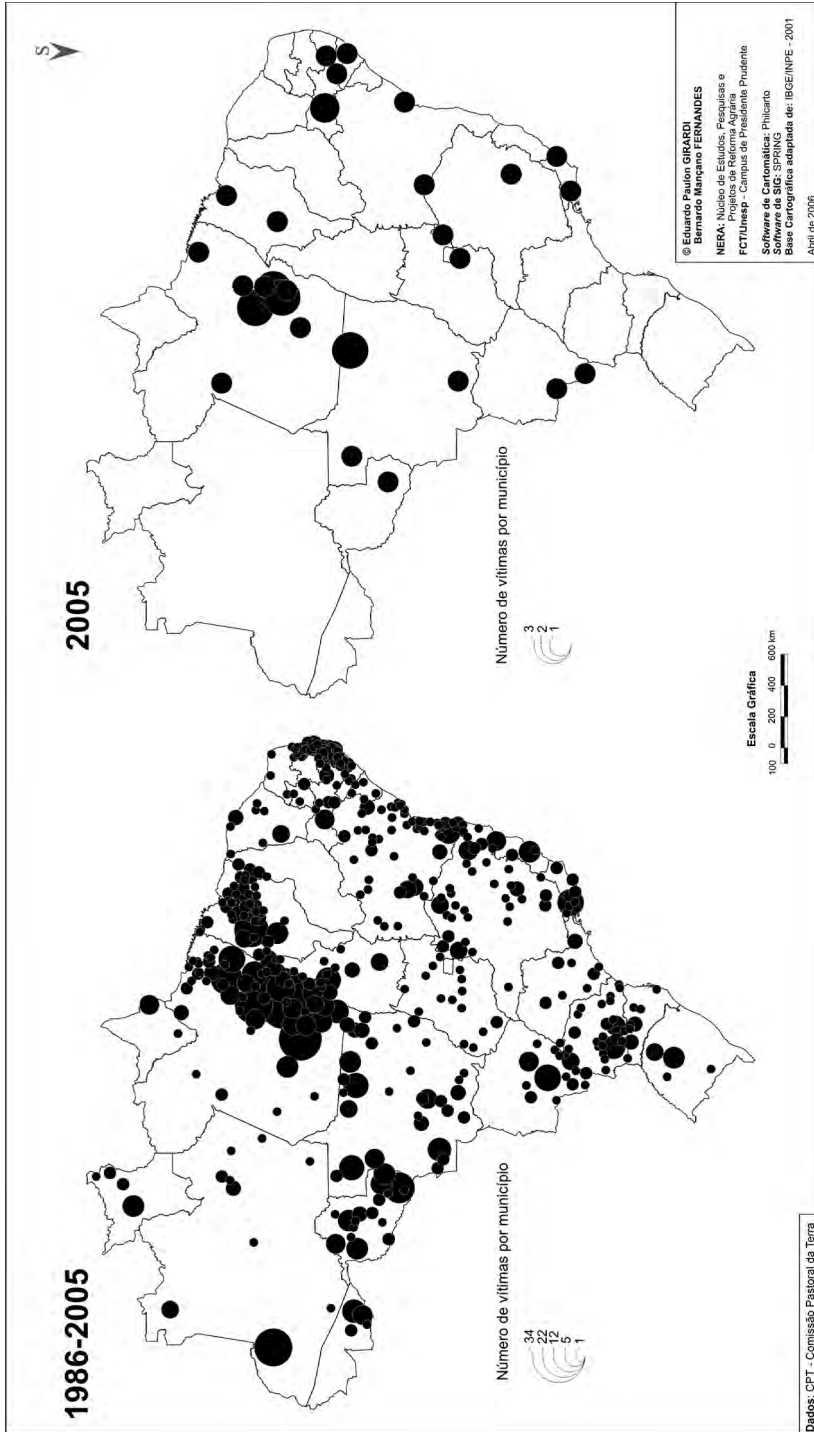 1986-2005
Número de vítimas por município
34
22
12
5
1
Dados: CPT - Comissão Pastoral da Terra
2005
Número de vítimas por município
3
2
1
Escala Gráfica
100 0 200 400 600 km
S
© Eduardo Paulon GIRARDI
Bernardo Mançano FERNANDES
NERA: Núcleo de Estudos, Pesquisas e
Projetos de Reforma Agrária
FCT/Unesp - Campus de Presidente Prudente
Software de Cartomática: Philcarto
Software de SIG: SPRING
Base Cartográfica adaptada de: IBGE/INPE - 2001
Abril de 2006